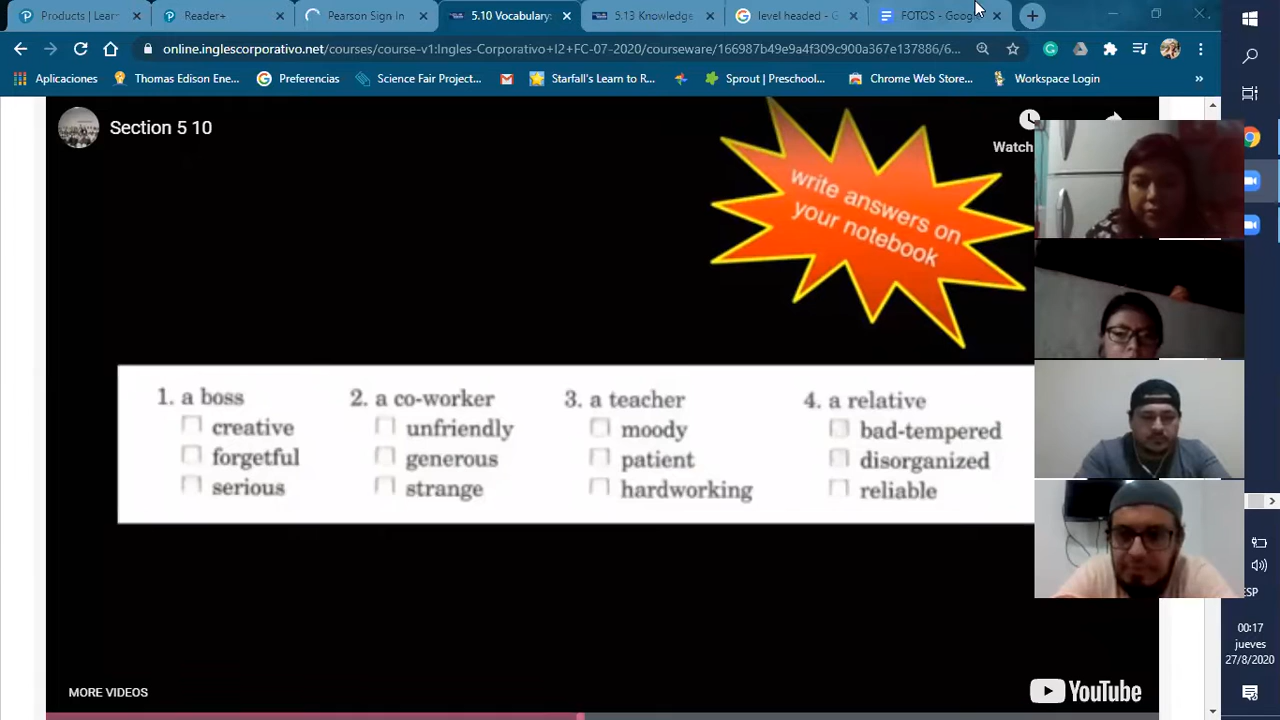 Products | Learn
Reader+
Pearson Sign In
5.10 Vocabulary:
5.13 Knowledge
level headed - G
FOTOS - Goog
online.inglescorporativo.net/courses/course-v1:Ingles-Corporativo+I2+FC-07-2020/courseware/166987b49e9a4f309c900a367e137886/6...
Aplicaciones
Thomas Edison Ene...
Preferencias
Science Fair Project...
Starfall's Learn to R...
Sprout | Preschool...
Chrome Web Store...
Workspace Login
»
Section 5 10
Watch
write answers on
your notebook
1. a boss
creative
forgetful
serious
2. a co-worker
unfriendly
generous
strange
3. a teacher
moody
patient
hardworking
4. a relative
bad-tempered
disorganized
reliable
MORE VIDEOS
YouTube
ESP
00:17
jueves
27/8/2020